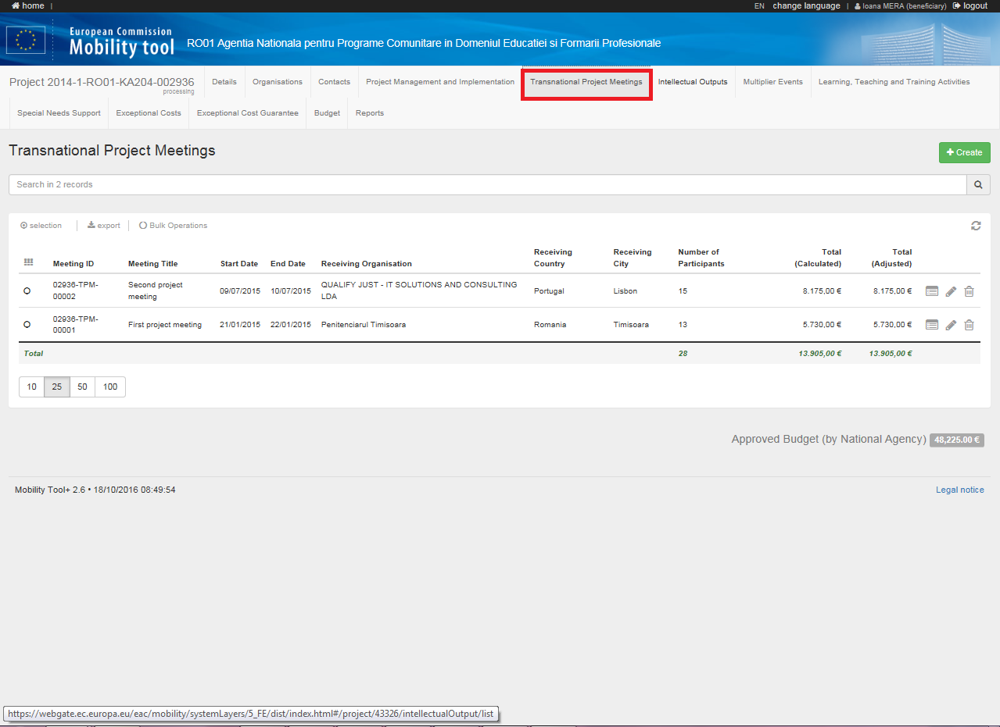 home |
EN change language | Ioana MERA (beneficiary) logout
European Commission
Mobility tool
RO01 Agentia Nationala pentru Programe Comunitare in Domeniul Educatiei si Formarii Profesionale
Project 2014-1-RO01-KA204-002936
processing
Details Organisations Contacts Project Management and Implementation Transnational Project Meetings Intellectual Outputs Multiplier Events Learning, Teaching and Training Activities
Special Needs Support Exceptional Costs Exceptional Cost Guarantee Budget Reports
Transnational Project Meetings
Create
Search in 2 records
selection | export | Bulk Operations
Meeting ID Meeting Title Start Date End Date Receiving Organisation Receiving Country Receiving City Number of Participants Total (Calculated) Total (Adjusted)
02936-TPM-00002 Second project meeting 09/07/2015 10/07/2015 QUALIFY JUST - IT SOLUTIONS AND CONSULTING LDA Portugal Lisbon 15 8.175,00 € 8.175,00 €
02936-TPM-00001 First project meeting 21/01/2015 22/01/2015 Penitenciarul Timisoara Romania Timisoara 13 5.730,00 € 5.730,00 €
Total 28 13.905,00 € 13.905,00 €
10 25 50 100
Approved Budget (by National Agency) 48,225.00 €
Mobility Tool+ 2.6 • 18/10/2016 08:49:54
Legal notice
https://webgate.ec.europa.eu/eac/mobility/systemLayers/5_FE/dist/index.html#/project/43326/intellectualOutput/list